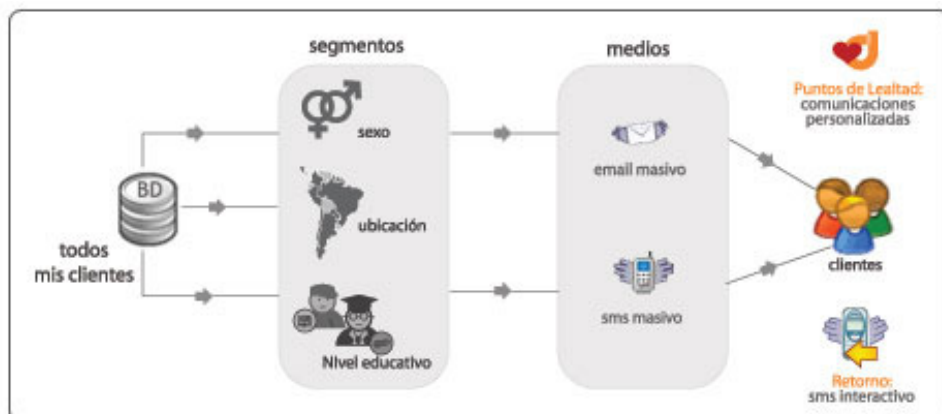 segmentos
medios
Puntos de Lealtad:
comunicaciones
personalizadas
sexo
BD
email masivo
ubicación
todos
mis clientes
clientes
sms masivo
Nivel educativo
Retorno:
sms interactivo